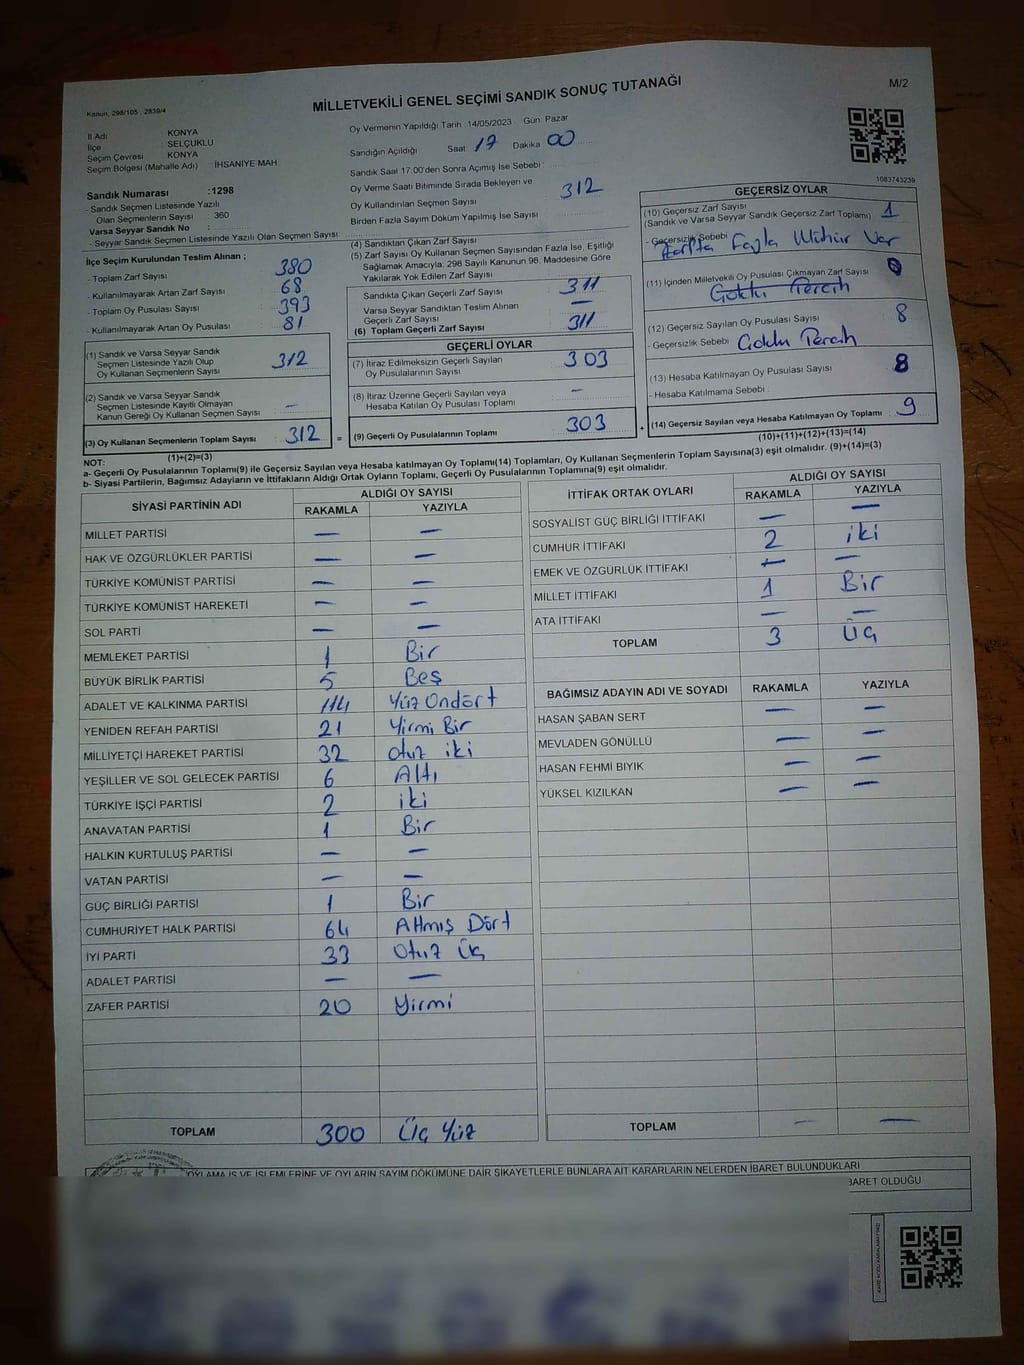 Kanun; 298/105 , 2839/4
MİLLETVEKİLİ GENEL SEÇİMİ SANDIK SONUÇ TUTANAĞI
M/2
İl Adı KONYA
İlçe SELÇUKLU
Seçim Çevresi KONYA
Seçim Bölgesi (Mahalle Adı) İHSANİYE MAH.
Sandık Numarası :1298
- Sandık Seçmen Listesinde Yazılı
Olan Seçmenlerin Sayısı 360
Varsa Seyyar Sandık No :
- Seyyar Sandık Seçmen Listesinde Yazılı Olan Seçmen Sayısı:
Oy Vermenin Yapıldığı Tarih 14/05/2023 Gün Pazar
Sandığın Açıldığı Saat 17 Dakika 00
Sandık Saat 17:00'den Sonra Açımış İse Sebebi :
Oy Verme Saati Bitiminde Sırada Bekleyen ve
Oy Kullandırılan Seçmen Sayısı 312
Birden Fazla Sayım Döküm Yapılmış İse Sayısı
1083743239
İlçe Seçim Kurulundan Teslim Alınan ;
- Toplam Zarf Sayısı 380
- Kullanılmayarak Artan Zarf Sayısı 68
- Toplam Oy Pusulası Sayısı 393
- Kullanılmayarak Artan Oy Pusulası 81
(1) Sandık ve Varsa Seyyar Sandık
Seçmen Listesinde Yazılı Olup
Oy Kullanan Seçmenlerin Sayısı 312
(2) Sandık ve Varsa Seyyar Sandık
Seçmen Listesinde Kayıtlı Olmayan
Kanun Gereği Oy Kullanan Seçmen Sayısı –
(3) Oy Kullanan Seçmenlerin Toplam Sayısı 312 =
(1)+(2)=(3)
(4) Sandıktan Çıkan Zarf Sayısı
(5) Zarf Sayısı Oy Kullanan Seçmen Sayısından Fazla İse, Eşitliği
Sağlamak Amacıyla; 298 Sayılı Kanunun 98. Maddesine Göre
Yakılarak Yok Edilen Zarf Sayısı
Sandıkta Çıkan Geçerli Zarf Sayısı 311
Varsa Seyyar Sandıktan Teslim Alınan
Geçerli Zarf Sayısı –
(6) Toplam Geçerli Zarf Sayısı 311
GEÇERLİ OYLAR
(7) İtiraz Edilmeksizin Geçerli Sayılan
Oy Pusulalarının Sayısı 303
(8) İtiraz Üzerine Geçerli Sayılan veya
Hesaba Katılan Oy Pusulası Toplamı –
(9) Geçerli Oy Pusulalarının Toplamı 303 +
GEÇERSİZ OYLAR
(10) Geçersiz Zarf Sayısı
(Sandık ve Varsa Seyyar Sandık Geçersiz Zarf Toplamı) 1
- Geçersizlik Sebebi Zarfta Fazla Mühür Var
(11) İçinden Milletvekili Oy Pusulası Çıkmayan Zarf Sayısı
(12) Geçersiz Sayılan Oy Pusulası Sayısı 8
- Geçersizlik Sebebi
(13) Hesaba Katılmayan Oy Pusulası Sayısı 8
- Hesaba Katılmama Sebebi :
(14) Geçersiz Sayılan veya Hesaba Katılmayan Oy Toplamı 9
(10)+(11)+(12)+(13)=(14)
NOT:
a- Geçerli Oy Pusulalarının Toplamı(9) ile Geçersiz Sayılan veya Hesaba katılmayan Oy Toplamı(14) Toplamları, Oy Kullanan Seçmenlerin Toplam Sayısına(3) eşit olmalıdır. (9)+(14)=(3)
b- Siyasi Partilerin, Bağımsız Adayların ve İttifakların Aldığı Ortak Oyların Toplamı, Geçerli Oy Pusulalarının Toplamına(9) eşit olmalıdır.
SİYASİ PARTİNİN ADI ALDIĞI OY SAYISI
RAKAMLA YAZIYLA
MİLLET PARTİSİ – –
HAK VE ÖZGÜRLÜKLER PARTİSİ – –
TÜRKİYE KOMÜNİST PARTİSİ – –
TÜRKİYE KOMÜNİST HAREKETİ – –
SOL PARTİ – –
MEMLEKET PARTİSİ 1 Bir
BÜYÜK BİRLİK PARTİSİ 5 Beş
ADALET VE KALKINMA PARTİSİ 114 Yüz Ondört
YENİDEN REFAH PARTİSİ 21 Yirmi Bir
MİLLİYETÇİ HAREKET PARTİSİ 32 otuz iki
YEŞİLLER VE SOL GELECEK PARTİSİ 6 Altı
TÜRKİYE İŞÇİ PARTİSİ 2 iki
ANAVATAN PARTİSİ 1 Bir
HALKIN KURTULUŞ PARTİSİ – –
VATAN PARTİSİ – –
GÜÇ BİRLİĞİ PARTİSİ 1 Bir
CUMHURİYET HALK PARTİSİ 64 Altmış Dört
İYİ PARTİ 33 otuz üç
ADALET PARTİSİ – –
ZAFER PARTİSİ 20 Yirmi
TOPLAM 300 Üç Yüz
İTTİFAK ORTAK OYLARI ALDIĞI OY SAYISI
RAKAMLA YAZIYLA
SOSYALİST GÜÇ BİRLİĞİ İTTİFAKI – –
CUMHUR İTTİFAKI 2 iki
EMEK VE ÖZGÜRLÜK İTTİFAKI – –
MİLLET İTTİFAKI 1 Bir
ATA İTTİFAKI – –
TOPLAM 3 Üç
BAĞIMSIZ ADAYIN ADI VE SOYADI RAKAMLA YAZIYLA
HASAN ŞABAN SERT – –
MEVLADEN GÖNÜLLÜ – –
HASAN FEHMİ BIYIK – –
YÜKSEL KIZILKAN – –
TOPLAM – –
OYLAMA İŞ VE İŞLEMLERİNE VE OYLARIN SAYIM DÖKÜMÜNE DAİR ŞİKAYETLERLE BUNLARA AİT KARARLARIN NELERDEN İBARET BULUNDUKLARI
BARET OLDUĞU